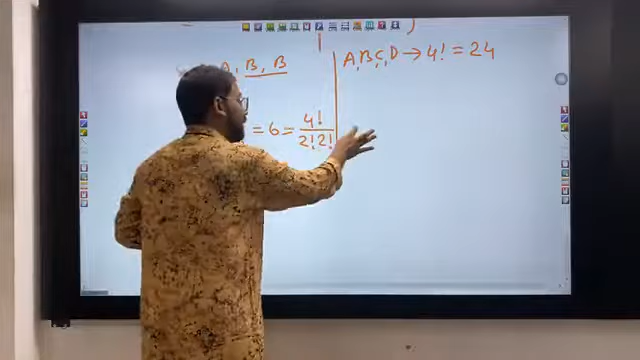 A, B, B
A, B, C, D → 4! = 24
= 6 = 4! / 2! 2!